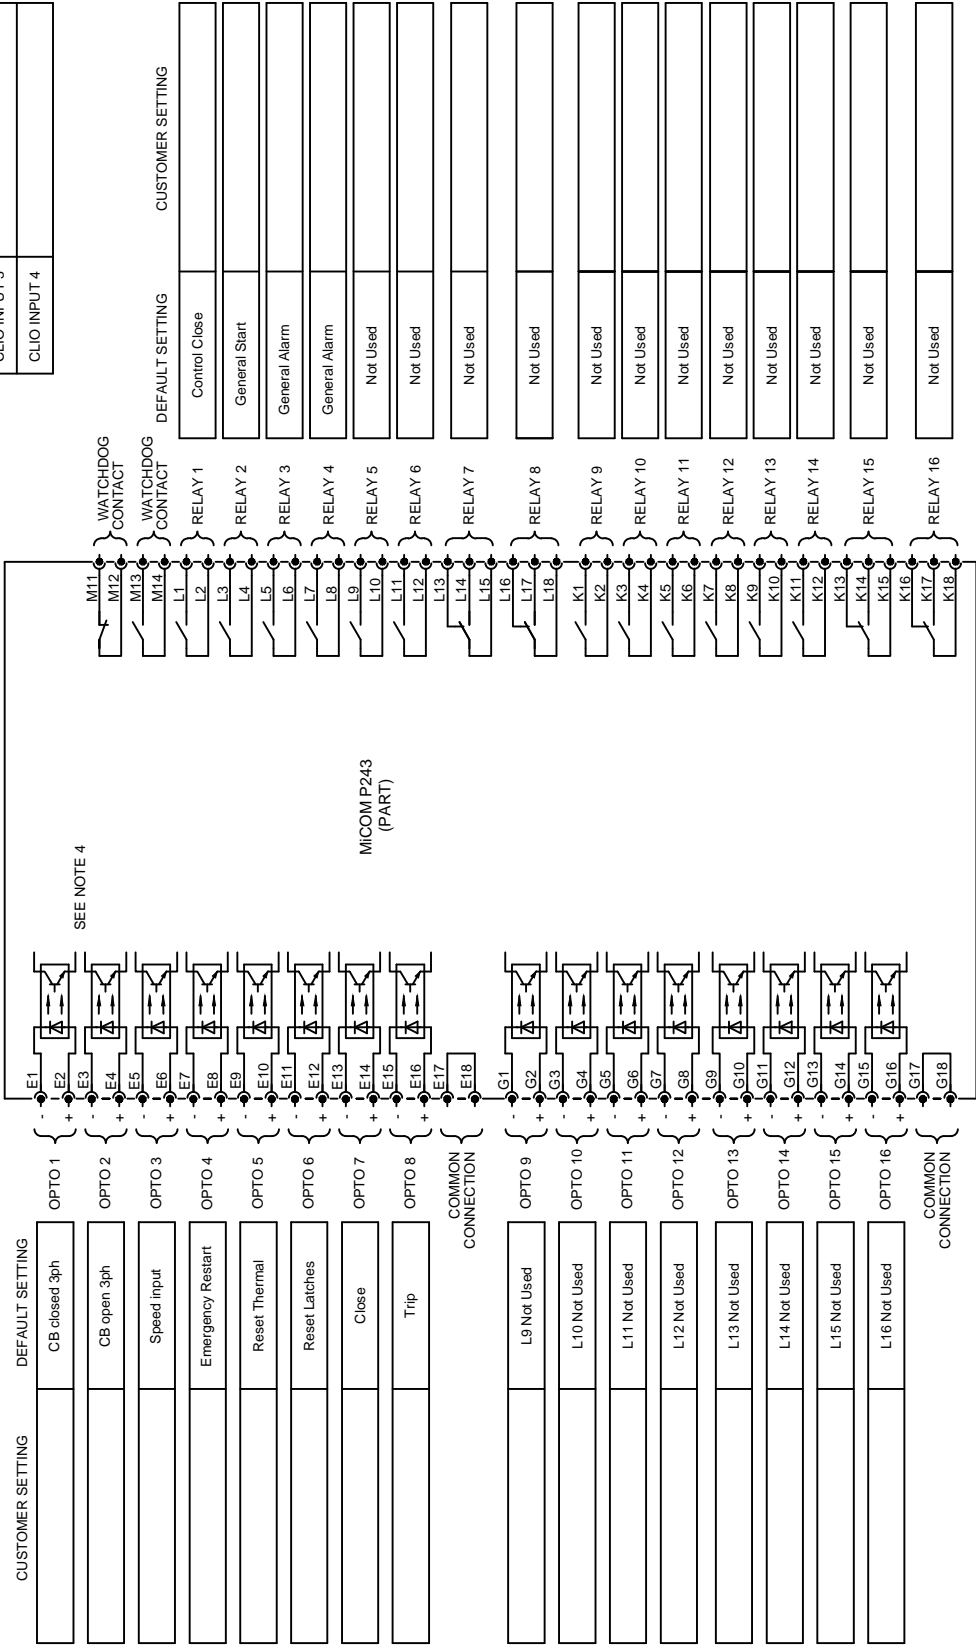 CUSTOMER SETTING
DEFAULT SETTING
CB closed 3ph
OPTO 1
-
+
E1
E2
CB open 3ph
OPTO 2
-
+
E3
E4
Speed input
OPTO 3
-
+
E5
E6
Emergency Restart
OPTO 4
-
+
E7
E8
Reset Thermal
OPTO 5
-
+
E9
E10
Reset Latches
OPTO 6
-
+
E11
E12
Close
OPTO 7
-
+
E13
E14
Trip
OPTO 8
-
+
E15
E16
COMMON
CONNECTION
E17
E18
L9 Not Used
OPTO 9
-
+
G1
G2
L10 Not Used
OPTO 10
-
+
G3
G4
L11 Not Used
OPTO 11
-
+
G5
G6
L12 Not Used
OPTO 12
-
+
G7
G8
L13 Not Used
OPTO 13
-
+
G9
G10
L14 Not Used
OPTO 14
-
+
G11
G12
L15 Not Used
OPTO 15
-
+
G13
G14
L16 Not Used
OPTO 16
-
+
G15
G16
COMMON
CONNECTION
G17
G18
SEE NOTE 4
MiCOM P243
(PART)
CLIO INPUT 4
DEFAULT SETTING
CUSTOMER SETTING
M11
M12
WATCHDOG
CONTACT
M13
M14
WATCHDOG
CONTACT
L1
L2
RELAY 1
Control Close
L3
L4
RELAY 2
General Start
L5
L6
RELAY 3
General Alarm
L7
L8
RELAY 4
General Alarm
L9
L10
RELAY 5
Not Used
L11
L12
RELAY 6
Not Used
L13
L14
L15
RELAY 7
Not Used
L16
L17
L18
RELAY 8
Not Used
K1
K2
RELAY 9
Not Used
K3
K4
RELAY 10
Not Used
K5
K6
RELAY 11
Not Used
K7
K8
RELAY 12
Not Used
K9
K10
RELAY 13
Not Used
K11
K12
RELAY 14
Not Used
K13
K14
K15
RELAY 15
Not Used
K16
K17
K18
RELAY 16
Not Used